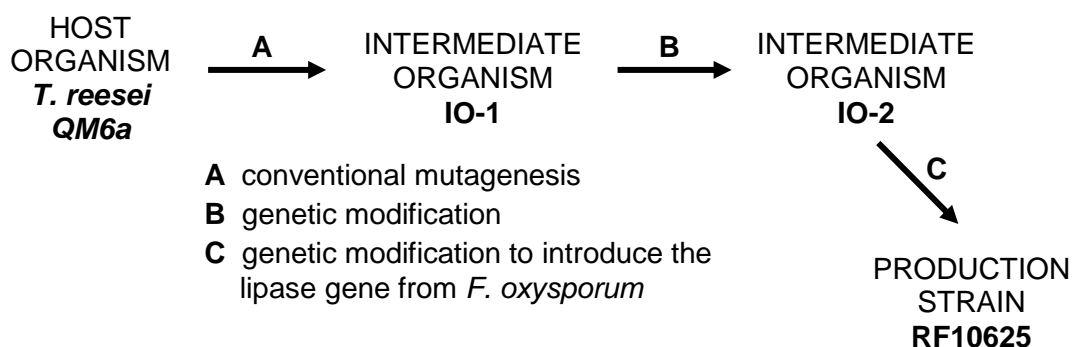 HOST
ORGANISM
T. reesei
QM6a
A
INTERMEDIATE
ORGANISM
IO-1
B
INTERMEDIATE
ORGANISM
IO-2
C
A conventional mutagenesis
B genetic modification
C genetic modification to introduce the
lipase gene from F. oxysporum
PRODUCTION
STRAIN
RF10625